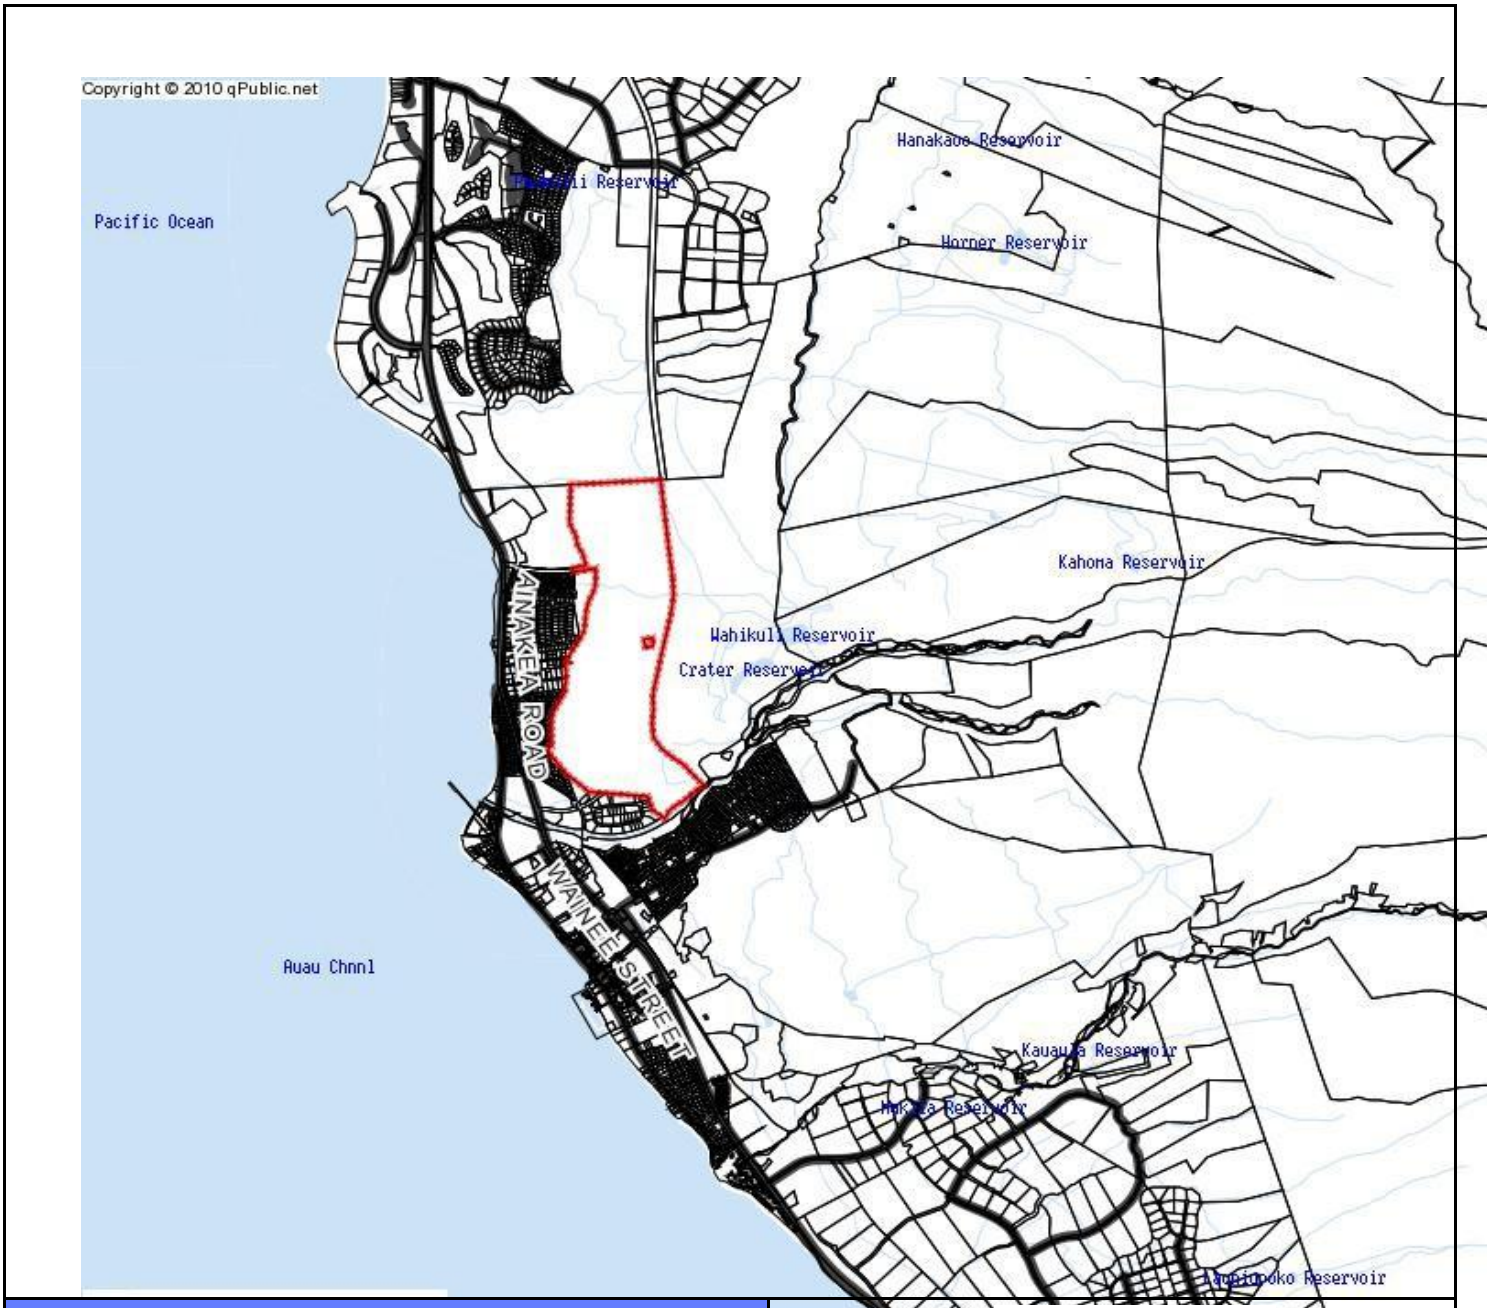 Copyright © 2010 qPublic.net
Hanakaoo Reservoir
Reservoir
Pacific Ocean
Horner Reservoir
Kahoma Reservoir
AINAKEA ROAD
Wahikuli Reservoir
Crater Reservoir
WAINEE STREET
Auau Chnnl
Kauaula Reservoir
Reservoir
Reservoir